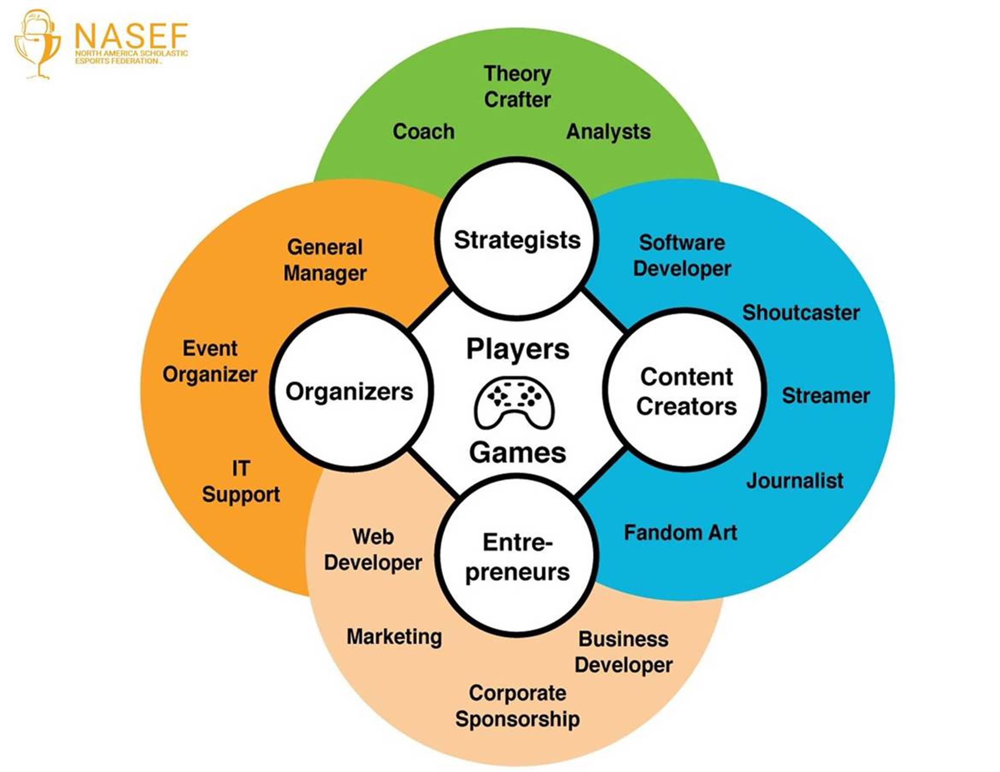 NASEF
NORTH AMERICA SCHOLASTIC
ESPORTS FEDERATION.
Theory
Crafter
Coach
Analysts
Strategists
General
Manager
Software
Developer
Shoutcaster
Event
Organizer
Organizers
Players
Games
Content
Creators
Streamer
IT
Support
Journalist
Web
Developer
Entre-
preneurs
Fandom Art
Marketing
Business
Developer
Corporate
Sponsorship